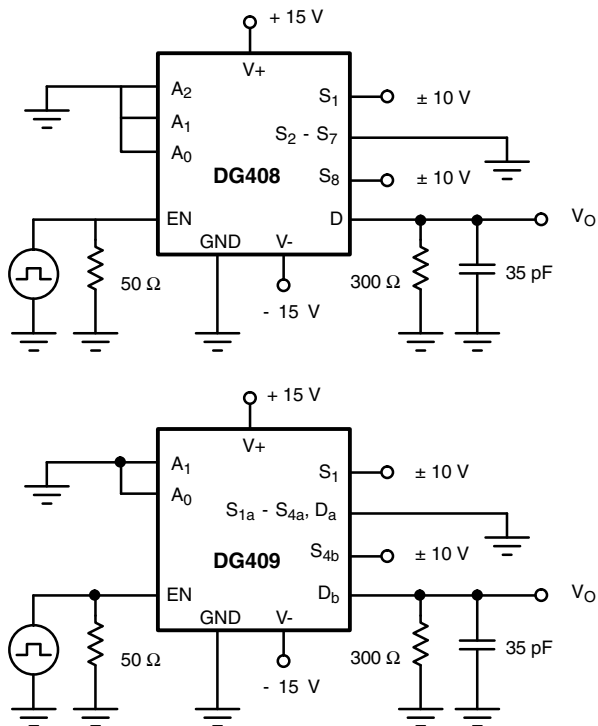 + 15 V
V+
A2
S1
± 10 V
A1
S2 - S7
A0
DG408
S8
± 10 V
EN
D
VO
GND
V-
50 Ω
300 Ω
35 pF
- 15 V
+ 15 V
V+
A1
S1
± 10 V
A0
S1a - S4a, Da
S4b
± 10 V
DG409
EN
Db
VO
GND
V-
50 Ω
300 Ω
35 pF
- 15 V